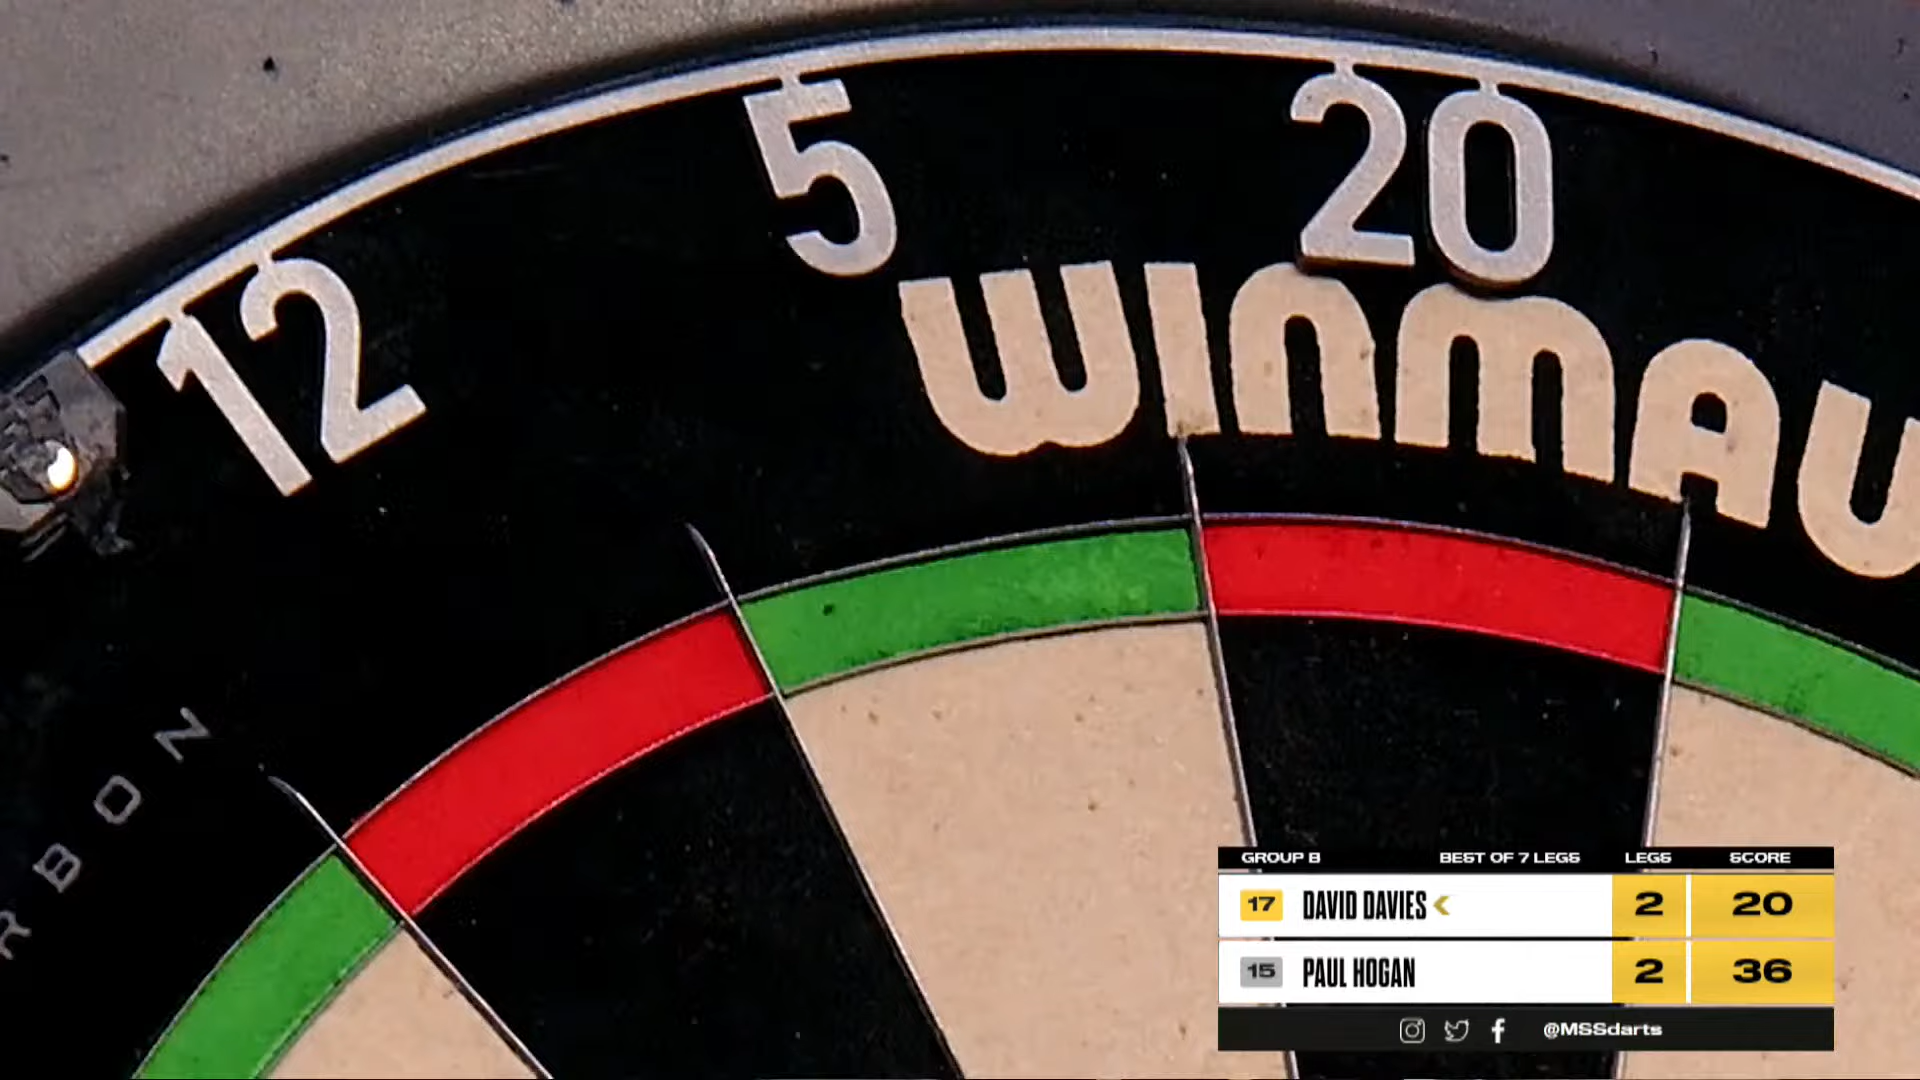 5
20
12
WINMAU
RBON
GROUP B BEST OF 7 LEGS LEGS SCORE
17 DAVID DAVIES 2 20
15 PAUL HOGAN 2 36
@MSSdarts